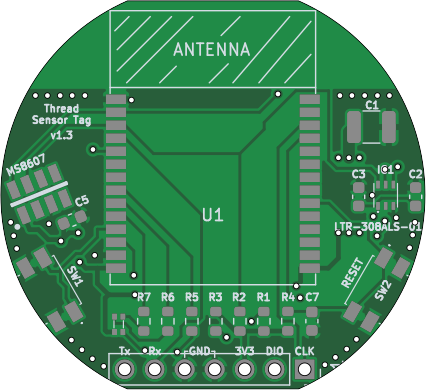 ANTENNA
Thread
Sensor Tag
v1.3
C1
MS8607
C3
C2
C5
U1
LTR-308ALS-01
SW1
RESET
SW2
R7 R6 R5 R3 R2 R1 R4 C7
Tx Rx GND 3V3 DIO CLK